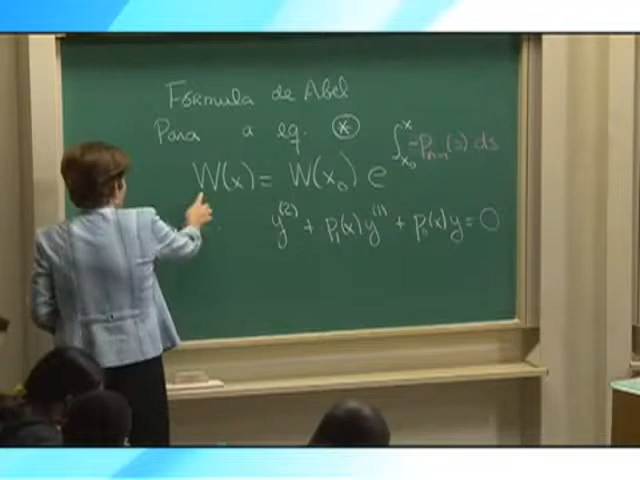 Fórmula de Abel
Para a eq. (*)
W(x) = W(x₀) e^{∫_{x₀}^{x} -p_{n-1}(s) ds}
y⁽²⁾ + p₁(x)y⁽¹⁾ + p₀(x)y = 0